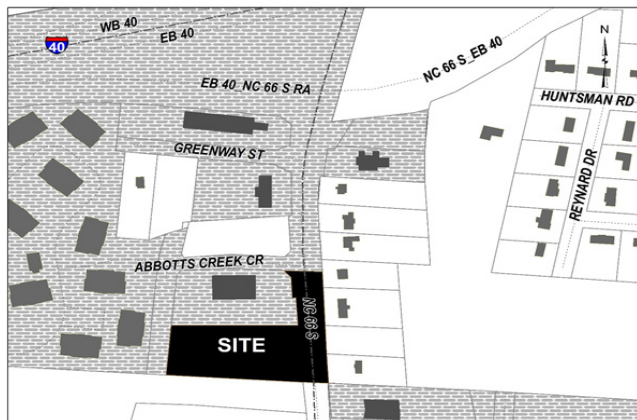 WB 40
EB 40
40
EB 40_NC 66 S RA
NC 66 S_EB 40
N
HUNTSMAN RD
GREENWAY ST
REYNARD DR
ABBOTTS CREEK CR
NC 66 S
SITE